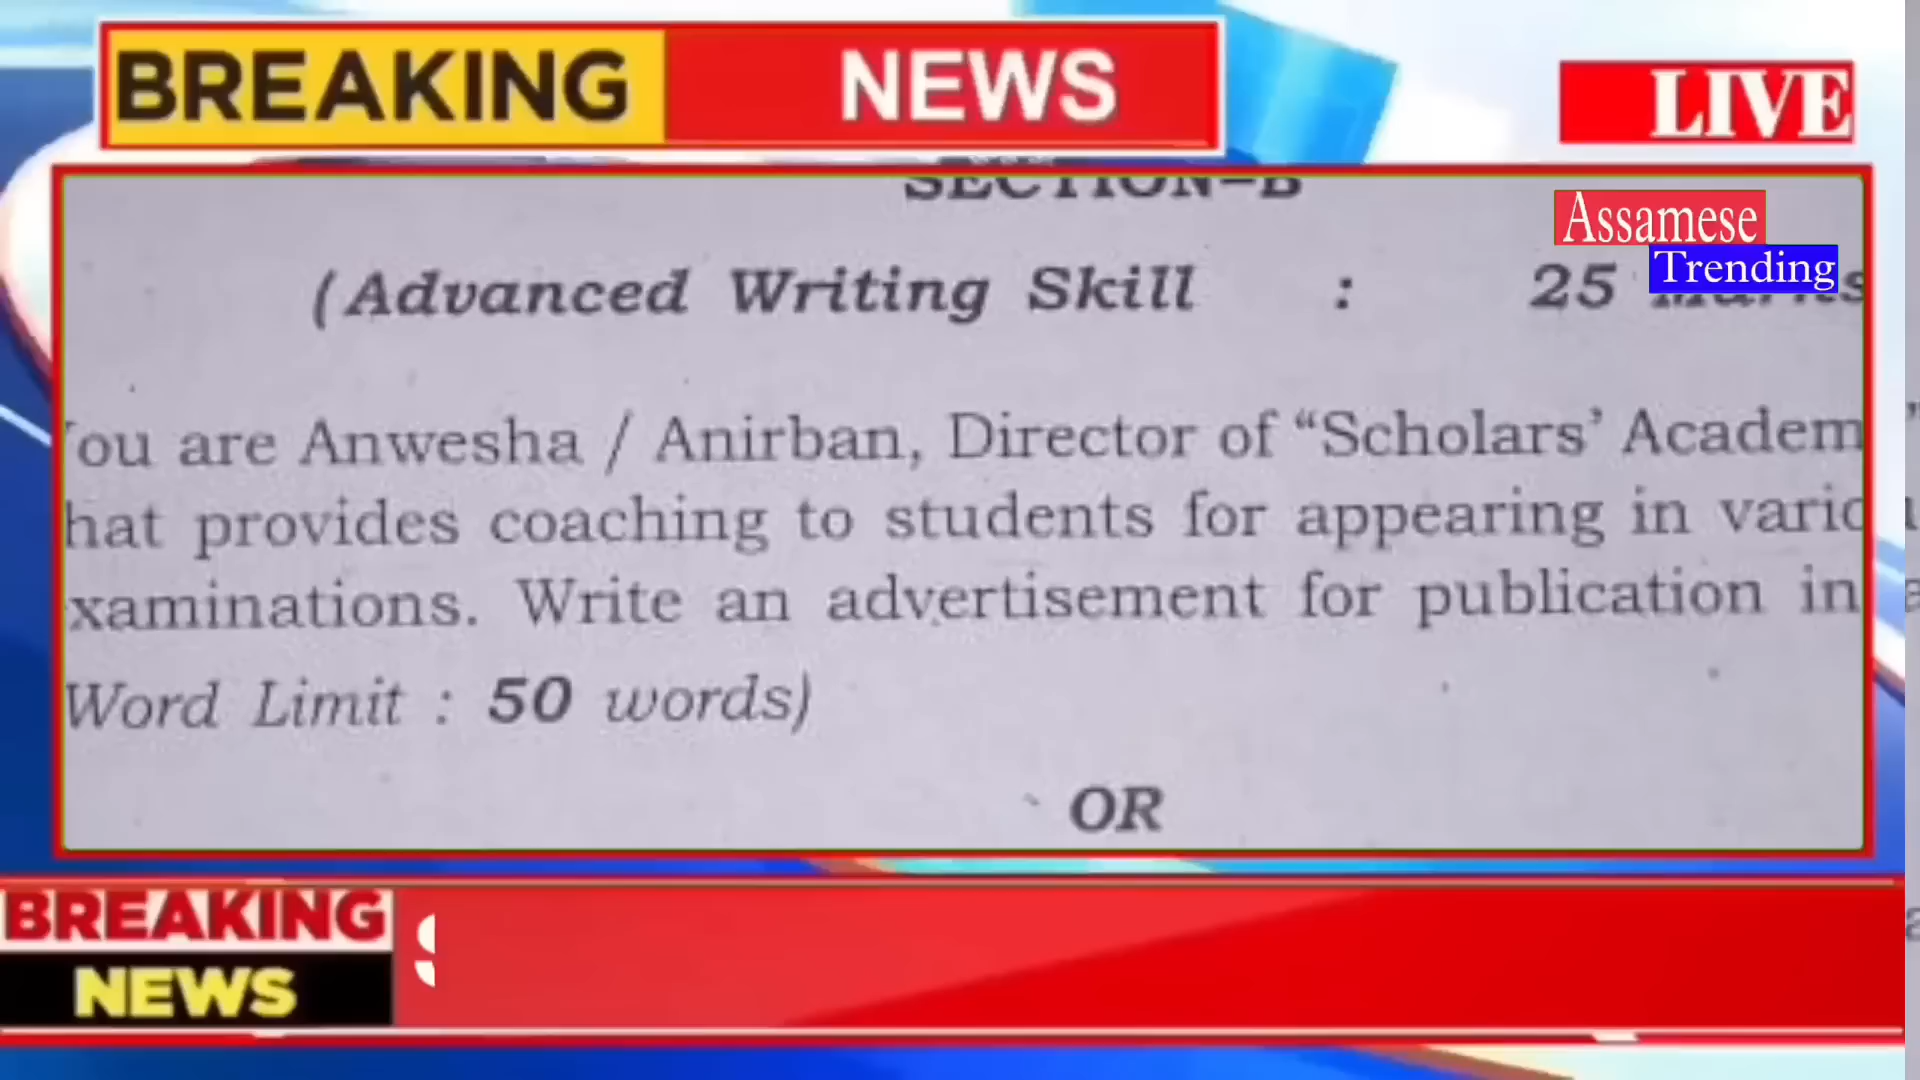 BREAKING NEWS
LIVE
SECTION–B
Assamese
Trending
(Advanced Writing Skill : 25 Marks
ou are Anwesha / Anirban, Director of “Scholars’ Academ
hat provides coaching to students for appearing in vario
xaminations. Write an advertisement for publication in a
Word Limit : 50 words)
OR
BREAKING
NEWS